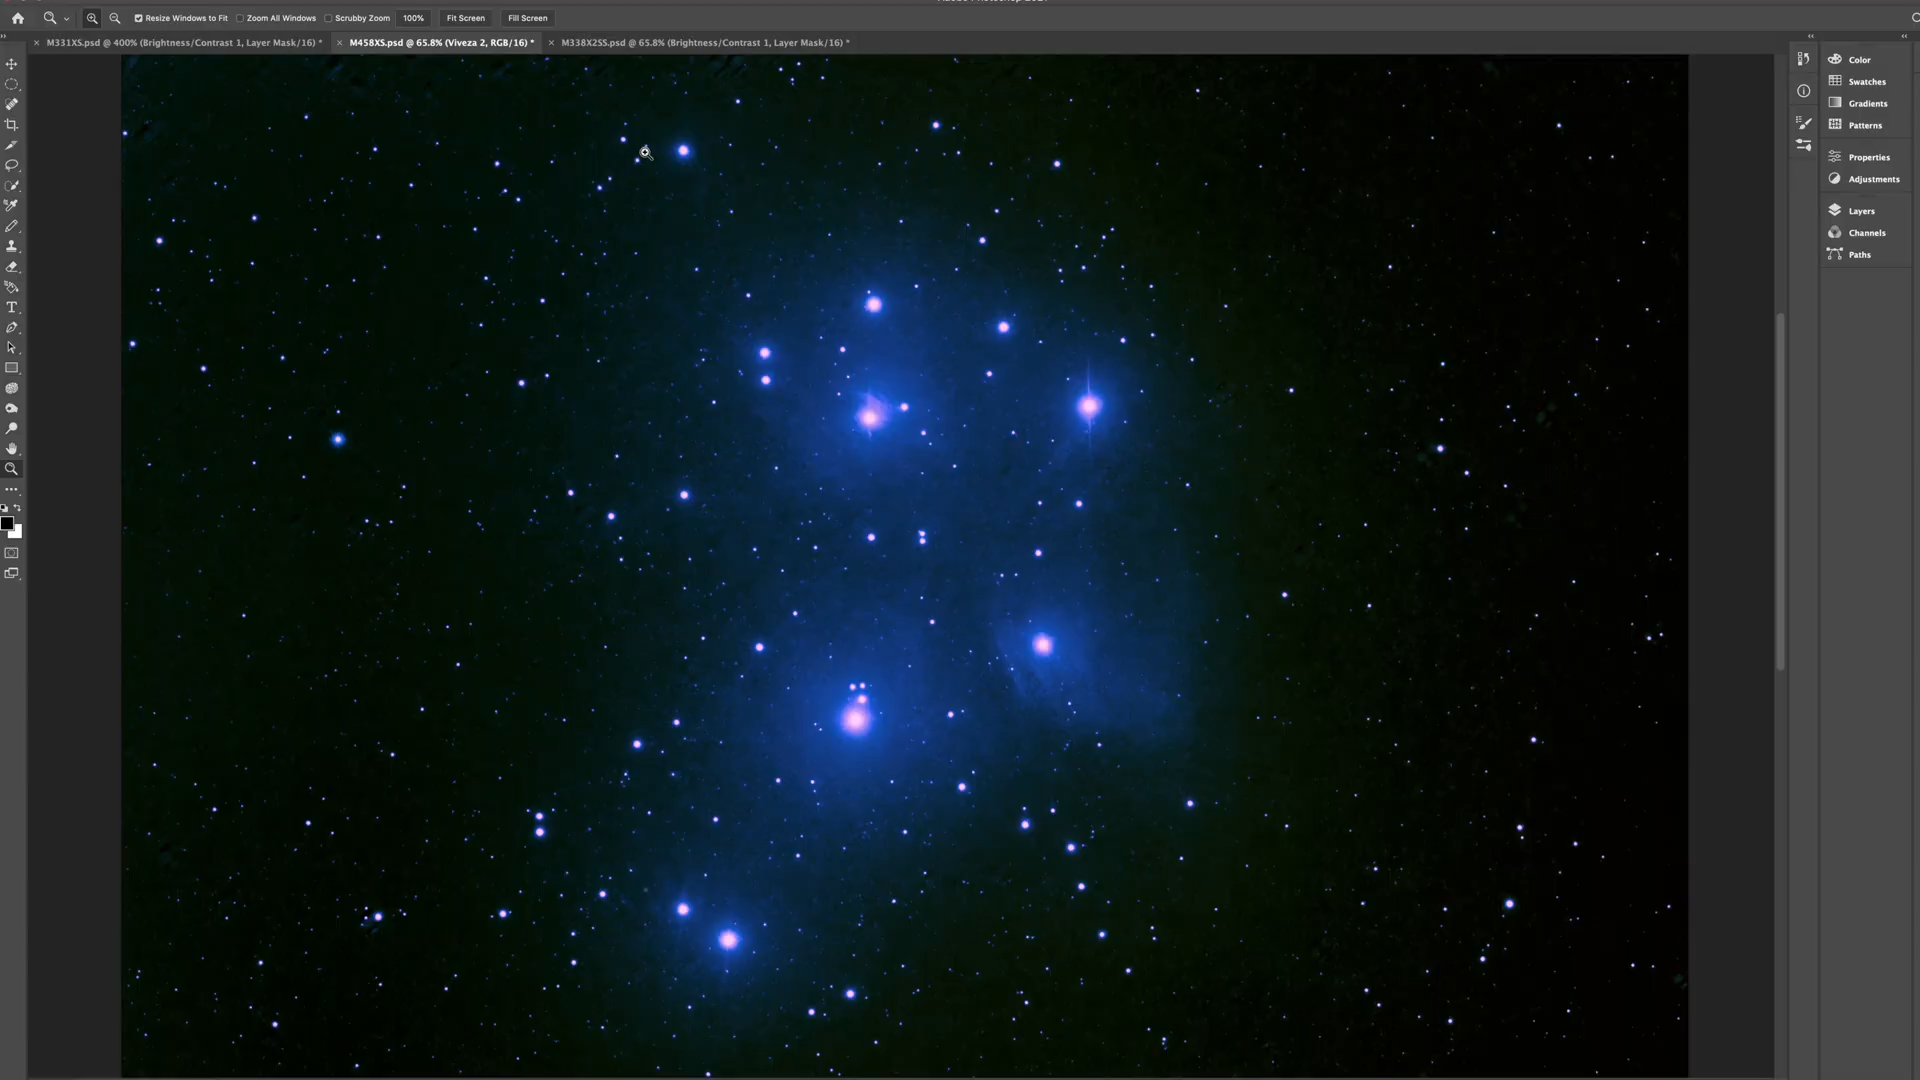 Resize Windows to Fit Zoom All Windows Scrubby Zoom 100% Fit Screen Fill Screen
M331XS.psd @ 400% (Brightness/Contrast 1, Layer Mask/16) * M458XS.psd @ 65.8% (Viveza 2, RGB/16) * M338X2SS.psd @ 65.8% (Brightness/Contrast 1, Layer Mask/16) *
Color
Swatches
Gradients
Patterns
Properties
Adjustments
Layers
Channels
Paths